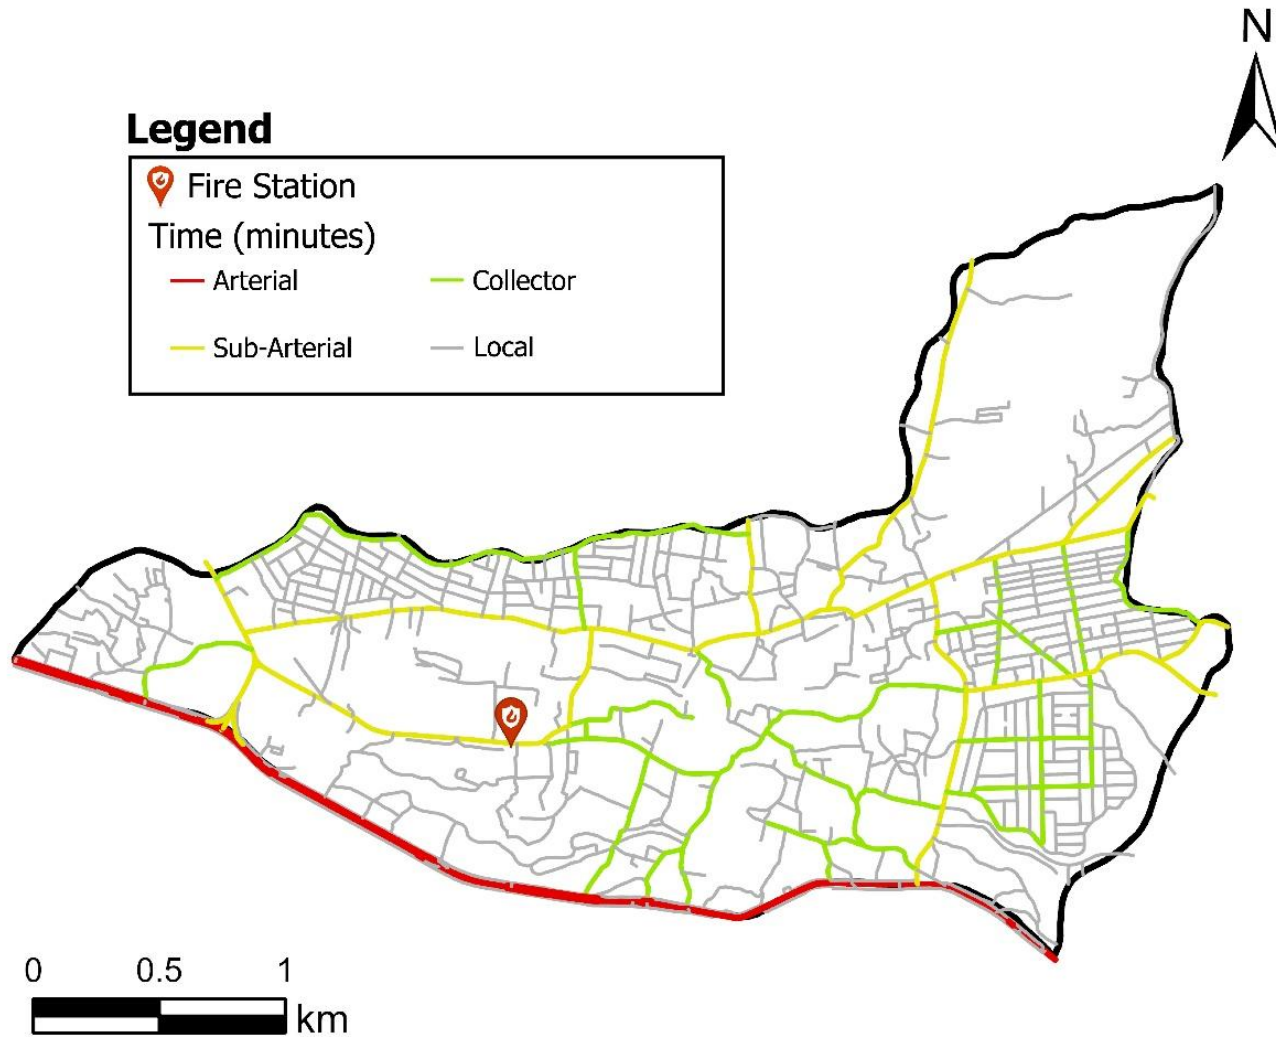 N
Legend
Fire Station
Time (minutes)
Arterial
Collector
Sub-Arterial
Local
0 0.5 1
km